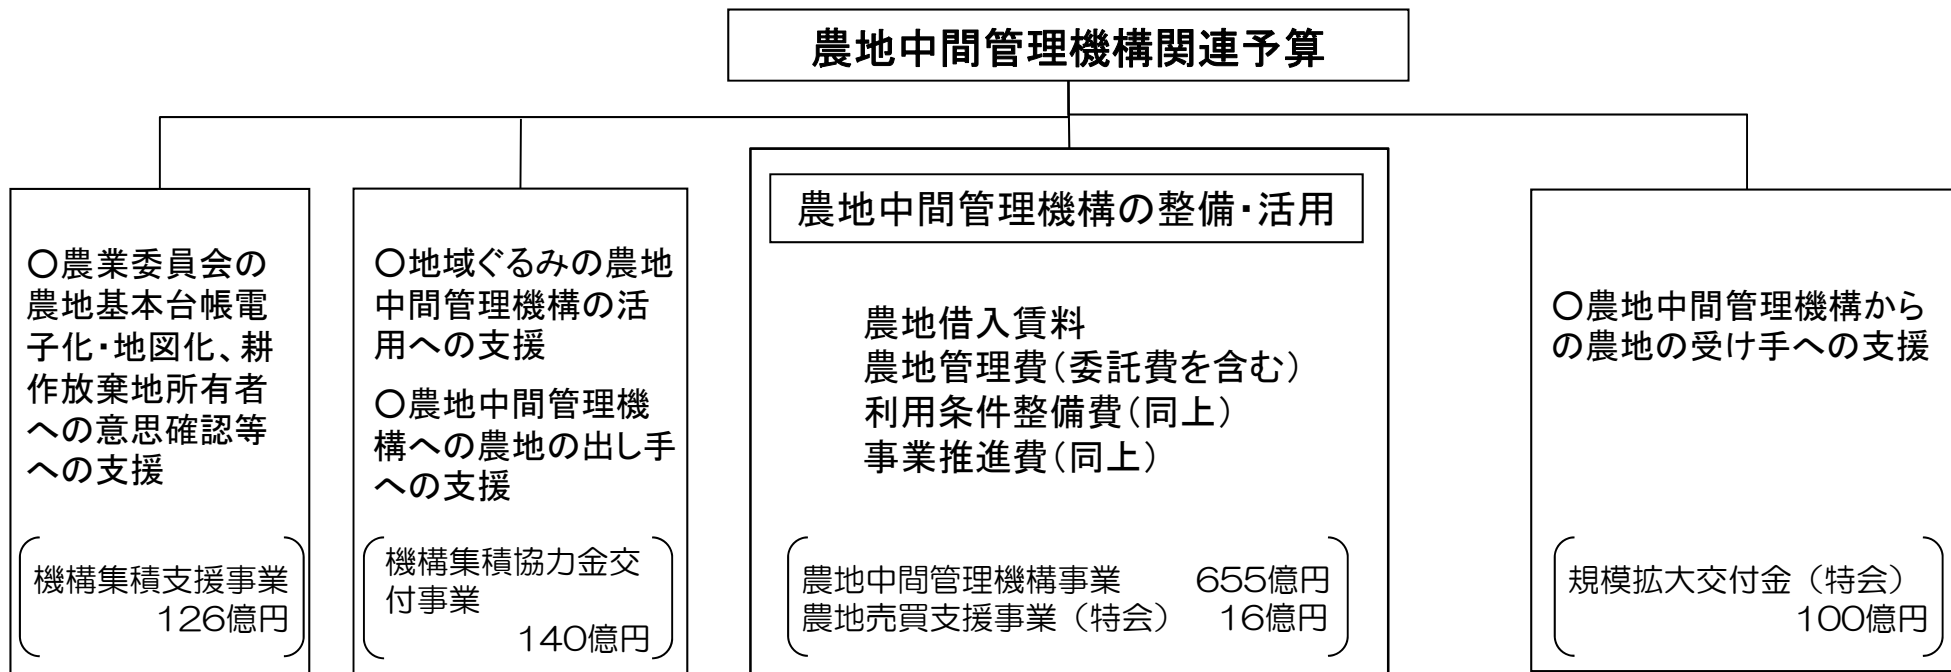 農地中間管理機構関連予算
〇農業委員会の
農地基本台帳電
子化・地図化、耕
作放棄地所有者
への意思確認等
への支援
機構集積支援事業
126億円
〇地域ぐるみの農地
中間管理機構の活
用への支援
〇農地中間管理機
構への農地の出し手
への支援
機構集積協力金交
付事業
140億円
農地中間管理機構の整備・活用
農地借入賃料
農地管理費(委託費を含む)
利用条件整備費(同上)
事業推進費(同上)
農地中間管理機構事業 655億円
農地売買支援事業(特会) 16億円
〇農地中間管理機構から
の農地の受け手への支援
規模拡大交付金(特会)
100億円